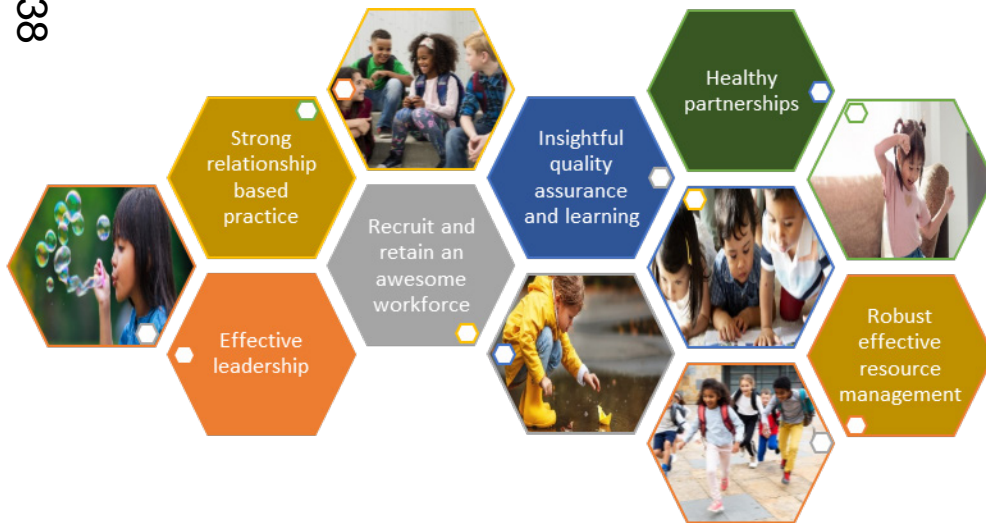 38
Strong
relationship
based
practice
Effective
leadership
Recruit and
retain an
awesome
workforce
Insightful
quality
assurance
and learning
Healthy
partnerships
Robust
effective
resource
management